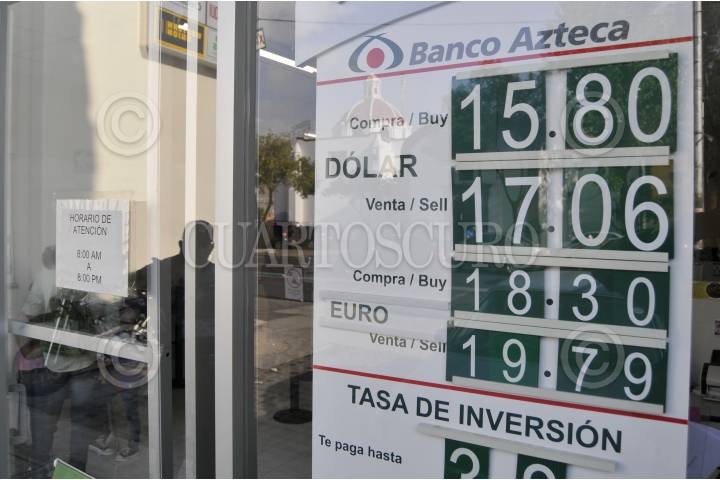 Banco Azteca
Compra / Buy 15.80
DÓLAR
Venta / Sell 17.06
Compra / Buy 18.30
EURO
Venta / Sell 19.79
TASA DE INVERSIÓN
Te paga hasta
HORARIO DE
ATENCIÓN
8:00 AM
A
8:00 PM
CUARTOSCURO